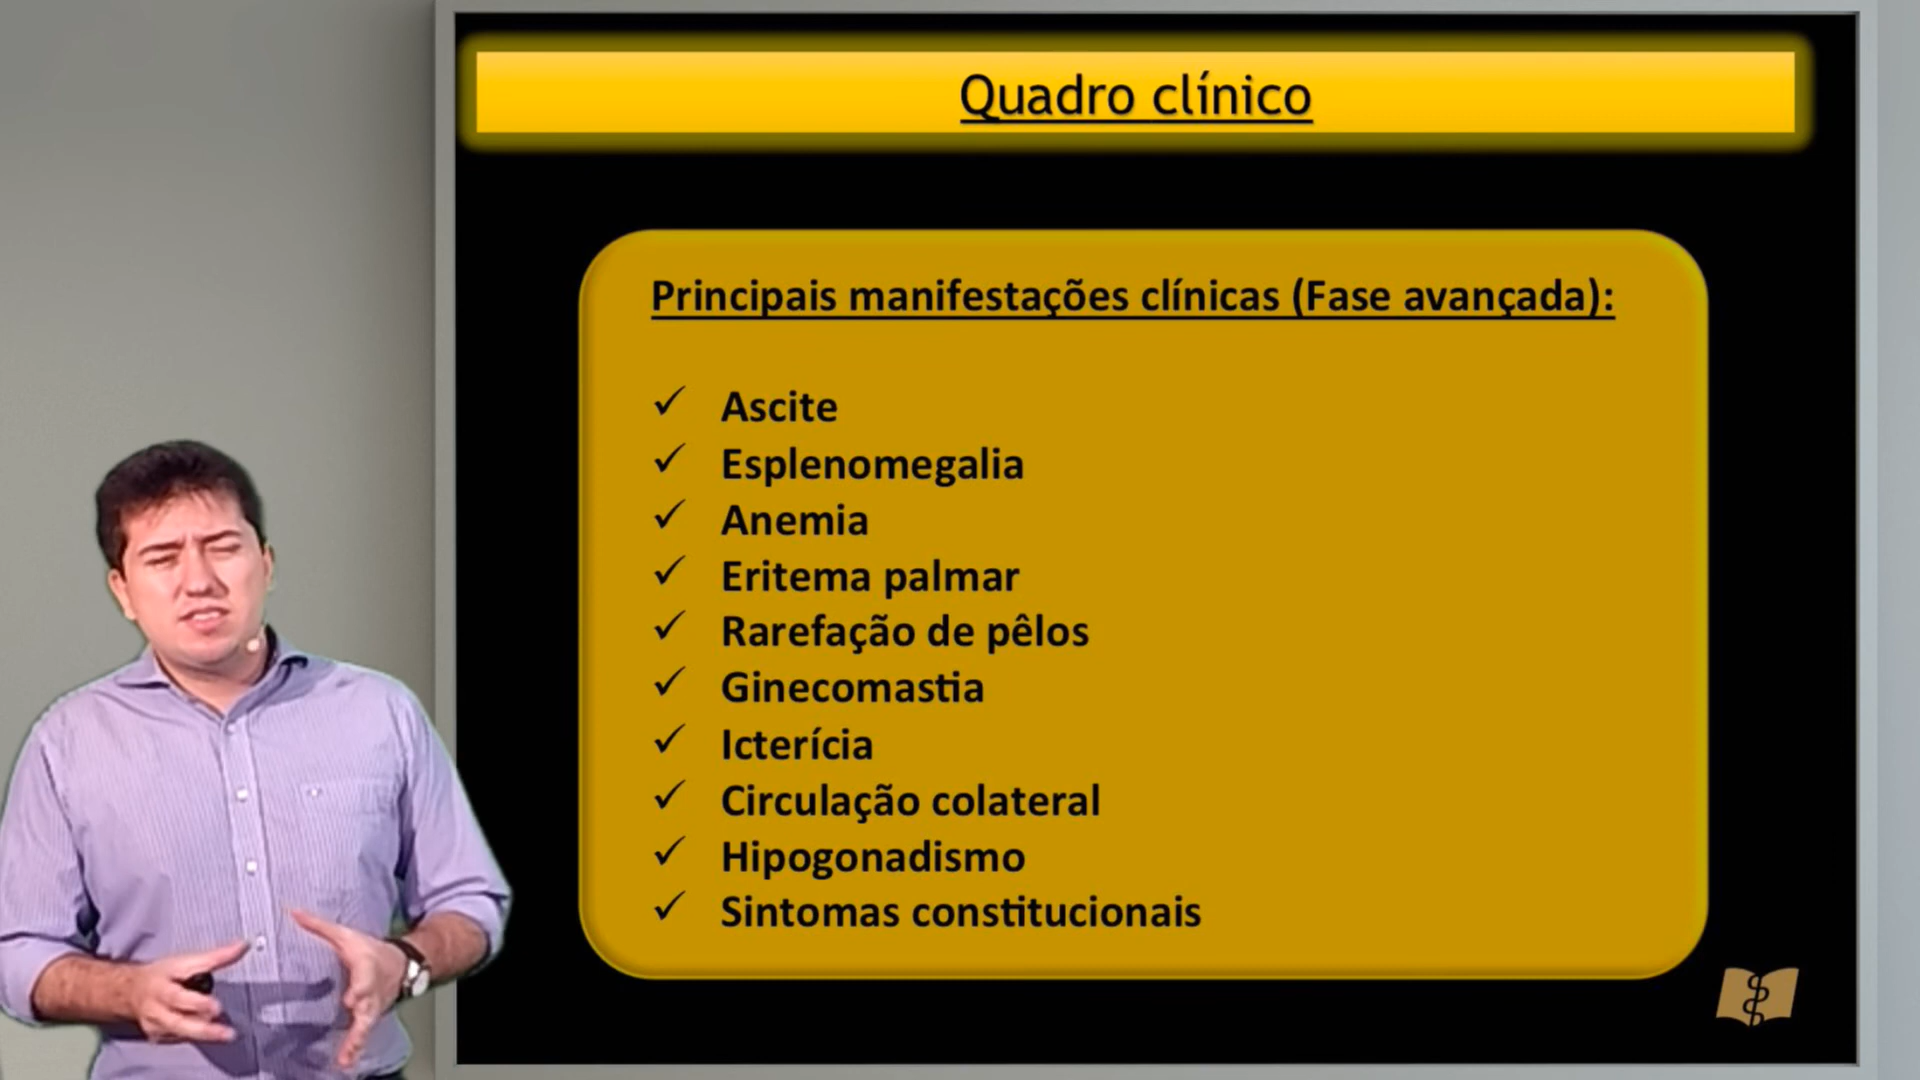 Quadro clínico
Principais manifestações clínicas (Fase avançada):
✓ Ascite
✓ Esplenomegalia
✓ Anemia
✓ Eritema palmar
✓ Rarefação de pêlos
✓ Ginecomastia
✓ Icterícia
✓ Circulação colateral
✓ Hipogonadismo
✓ Sintomas constitucionais